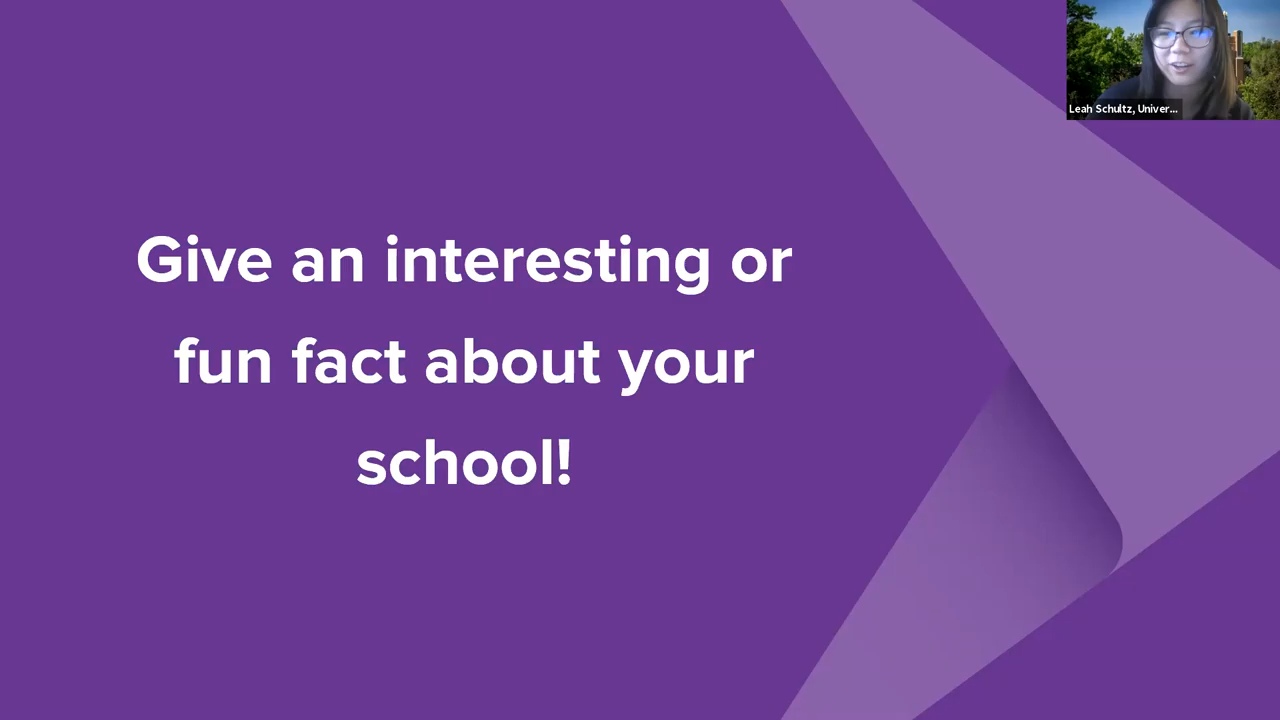 Leah Schultz, Univer...
Give an interesting or
fun fact about your
school!